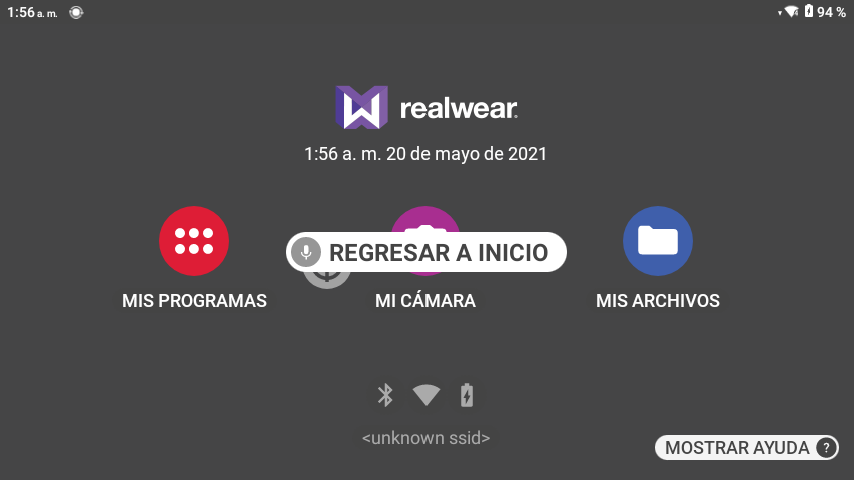 1:56 a. m.
94 %
realwear
1:56 a. m. 20 de mayo de 2021
REGRESAR A INICIO
MIS PROGRAMAS
MI CÁMARA
MIS ARCHIVOS
<unknown ssid>
MOSTRAR AYUDA ?